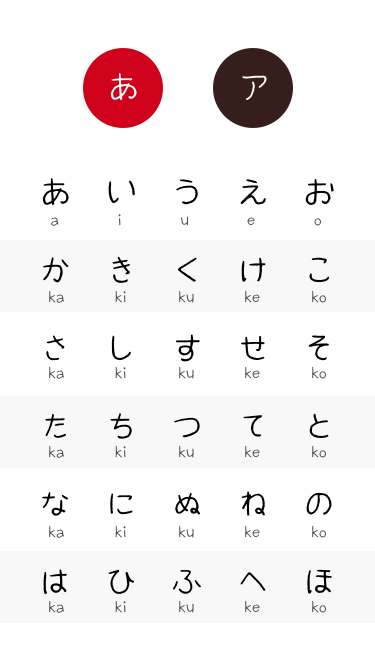 あ ア
あ い う え お
a i u e o
か き く け こ
ka ki ku ke ko
さ し す せ そ
ka ki ku ke ko
た ち つ て と
ka ki ku ke ko
な に ぬ ね の
ka ki ku ke ko
は ひ ふ へ ほ
ka ki ku ke ko